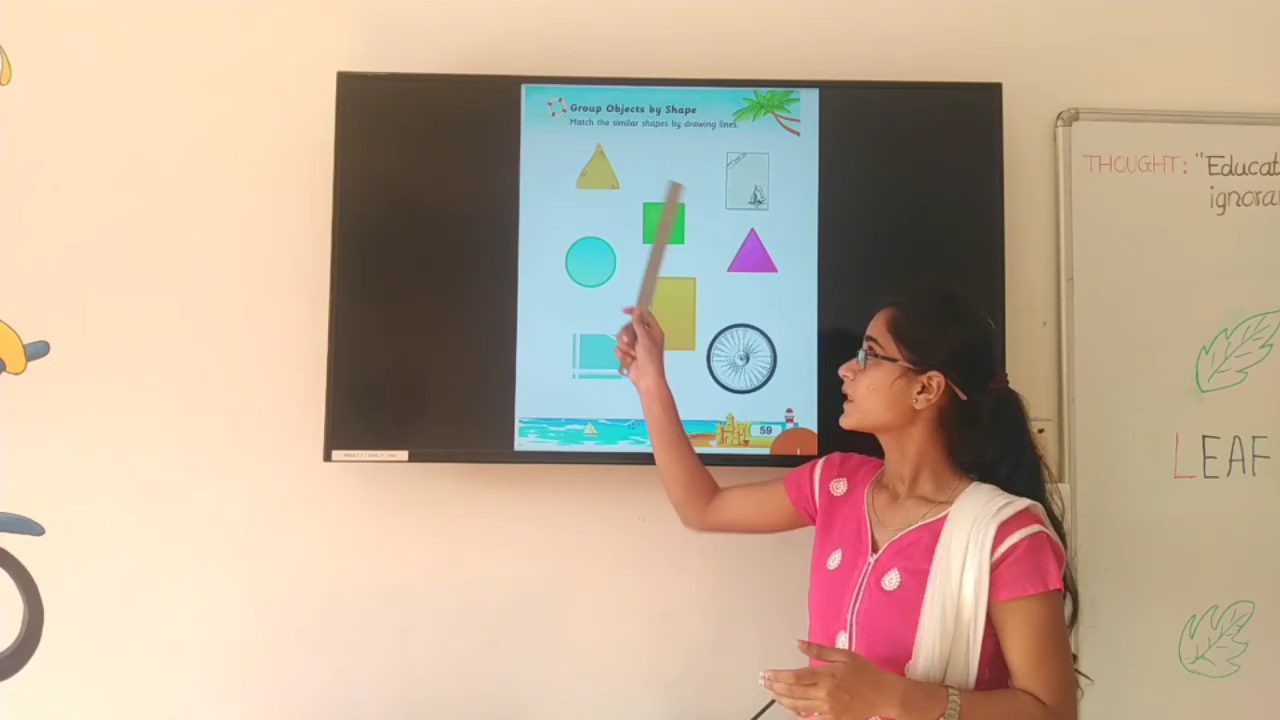 Group Objects by Shape
Match the similar shapes by drawing lines.
59
THOUGHT: "Educat
ignora
LEAF